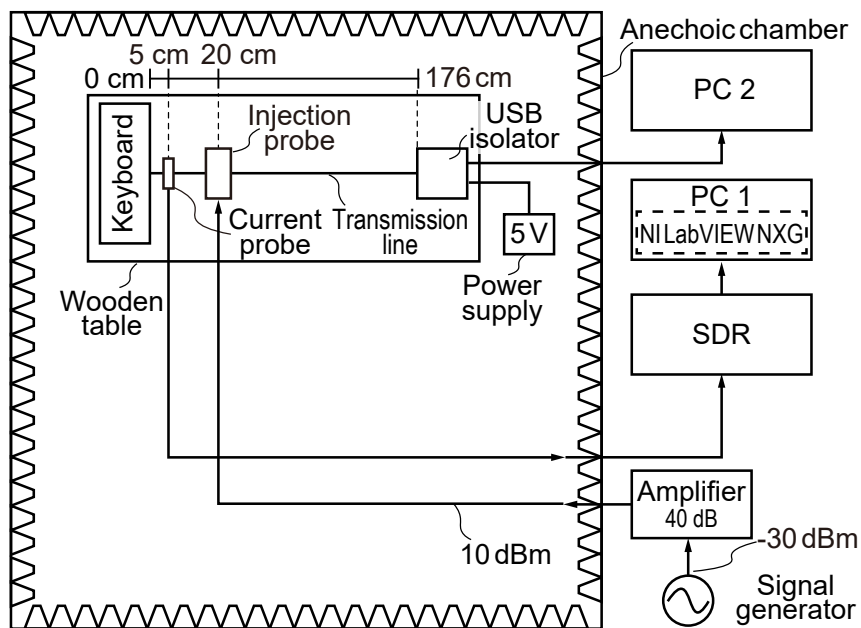 Anechoic chamber
5 cm 20 cm
0 cm
176 cm
PC 2
USB
isolator
Injection
probe
Keyboard
PC 1
NI LabVIEW NXG
Current
probe
Transmission
line
5 V
Power
supply
Wooden
table
SDR
Amplifier
40 dB
10 dBm
-30 dBm
Signal
generator